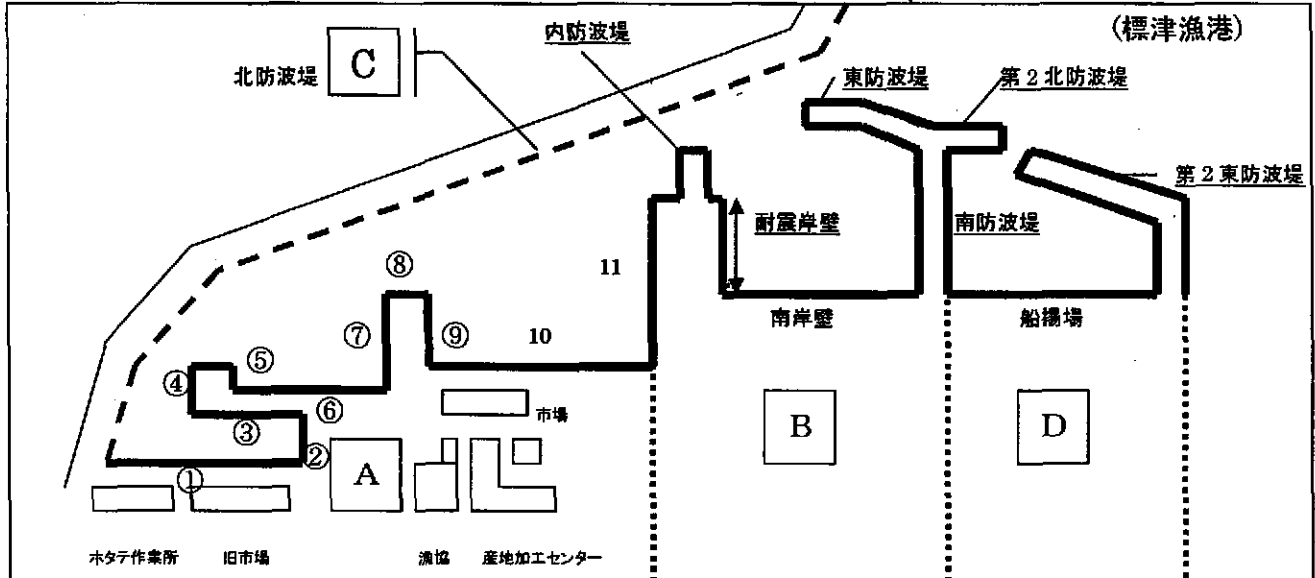 (標津漁港)
内防波堤
北防波堤
C
東防波堤
第2北防波堤
第2東防波堤
耐震岸壁
南防波堤
⑧
11
南岸壁
船揚場
⑦
⑨
10
⑤
④
⑥
市場
③
B
D
②
A
①
ホタテ作業所
旧市場
漁協
産地加工センター